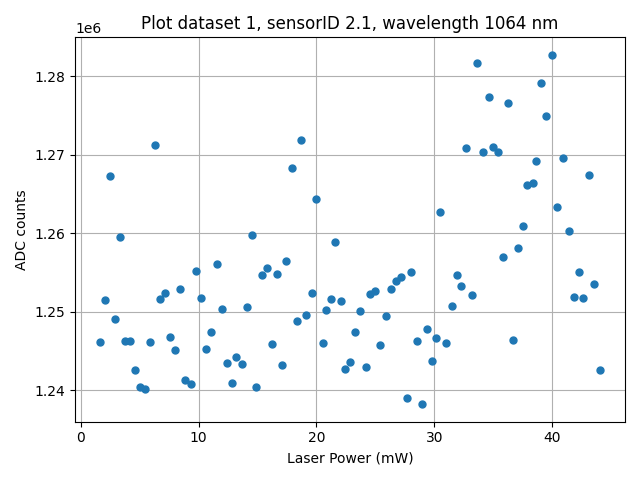 Plot dataset 1, sensorID 2.1, wavelength 1064 nm
1e6
1.28
1.27
1.26
1.25
1.24
ADC counts
0 10 20 30 40
Laser Power (mW)